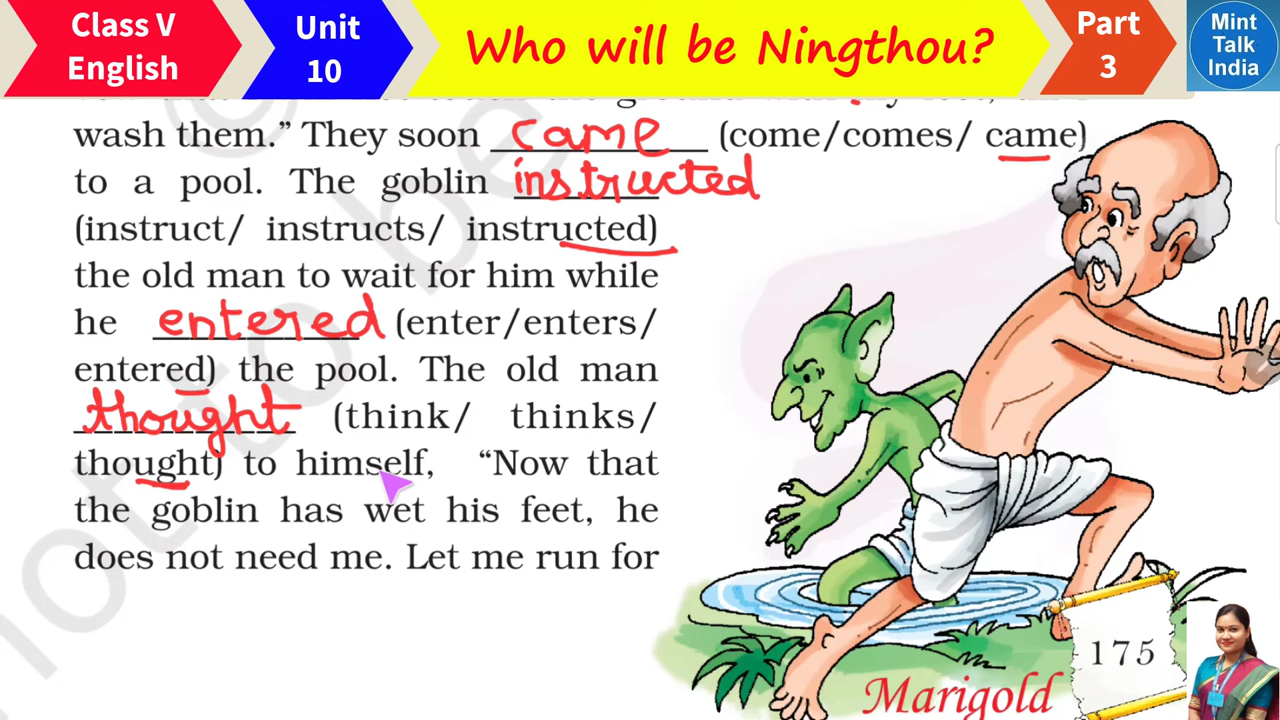 Class V
English
Unit
10
Who will be Ningthou?
Part
3
Mint
Talk
India
wash them.” They soon came (come/comes/ came)
to a pool. The goblin instructed
(instruct/ instructs/ instructed)
the old man to wait for him while
he entered (enter/enters/
entered) the pool. The old man
thought (think/ thinks/
thought) to himself, “Now that
the goblin has wet his feet, he
does not need me. Let me run for
175
Marigold